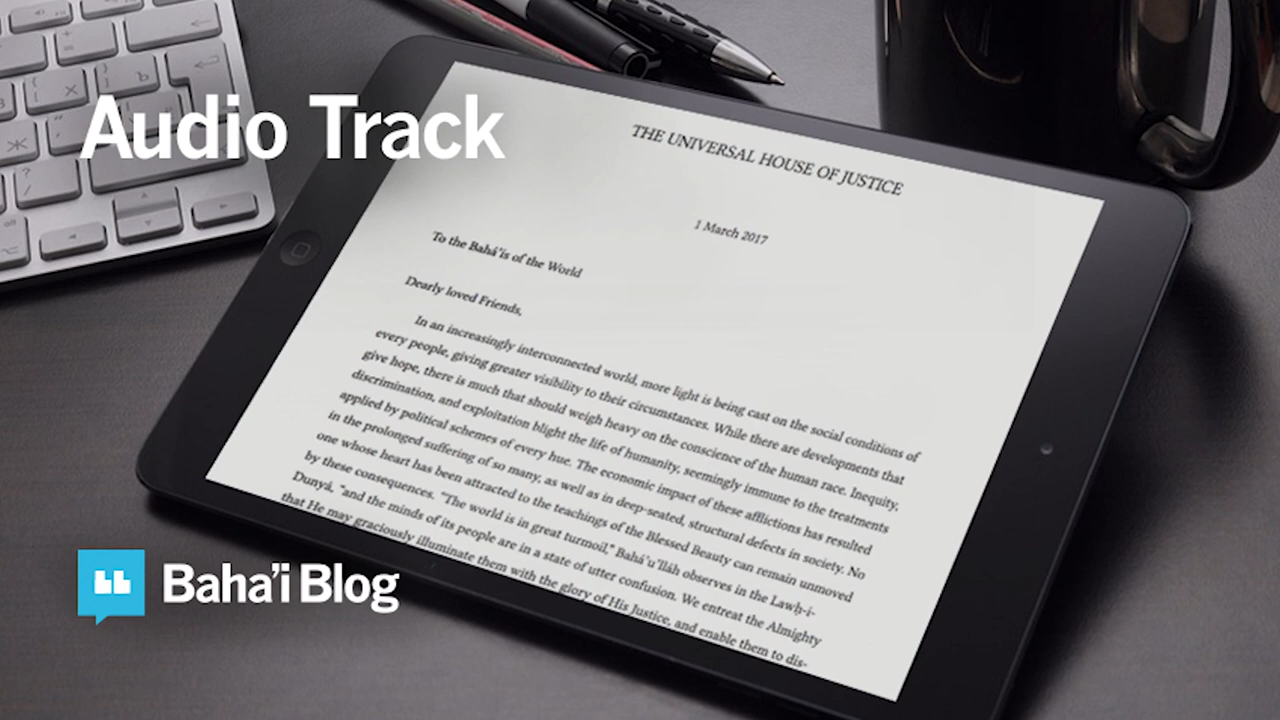 Audio Track
THE UNIVERSAL HOUSE OF JUSTICE
1 March 2017
To the Bahá’ís of the World
Dearly loved Friends,
In an increasingly interconnected world, more light is being cast on the social conditions of
every people, giving greater visibility to their circumstances. While there are developments that
give hope, there is much that should weigh heavy on the conscience of the human race. Inequity,
discrimination, and exploitation blight the life of humanity, seemingly immune to the treatments
applied by political schemes of every hue. The economic impact of these afflictions has resulted
in the prolonged suffering of so many, as well as in deep-seated, structural defects in society. No
one whose heart has been attracted to the teachings of the Blessed Beauty can remain unmoved
by these consequences. “The world is in great turmoil,” Bahá’u’lláh observes in the Lawḥ-i-
Dunyá, “and the minds of its people are in a state of utter confusion. We entreat the Almighty
that He may graciously illuminate them with the glory of His Justice, and enable them to dis-
Baha’i Blog